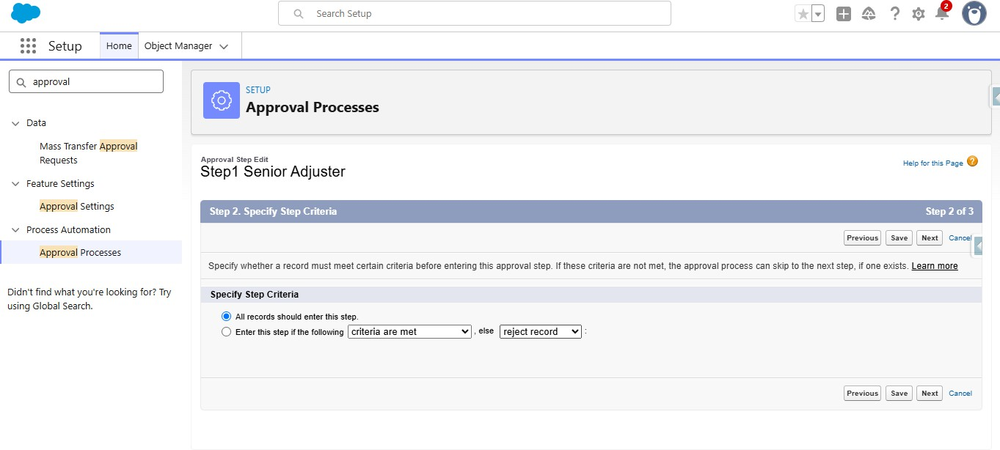 Search Setup
2
Setup
Home
Object Manager
approval
Data
Mass Transfer Approval
Requests
Feature Settings
Approval Settings
Process Automation
Approval Processes
Didn't find what you're looking for? Try
using Global Search.
SETUP
Approval Processes
Approval Step Edit
Step1 Senior Adjuster
Help for this Page ?
Step 2. Specify Step Criteria
Step 2 of 3
Previous Save Next Cancel
Specify whether a record must meet certain criteria before entering this approval step. If these criteria are not met, the approval process can skip to the next step, if one exists. Learn more
Specify Step Criteria
All records should enter this step.
Enter this step if the following criteria are met , else reject record :
Previous Save Next Cancel